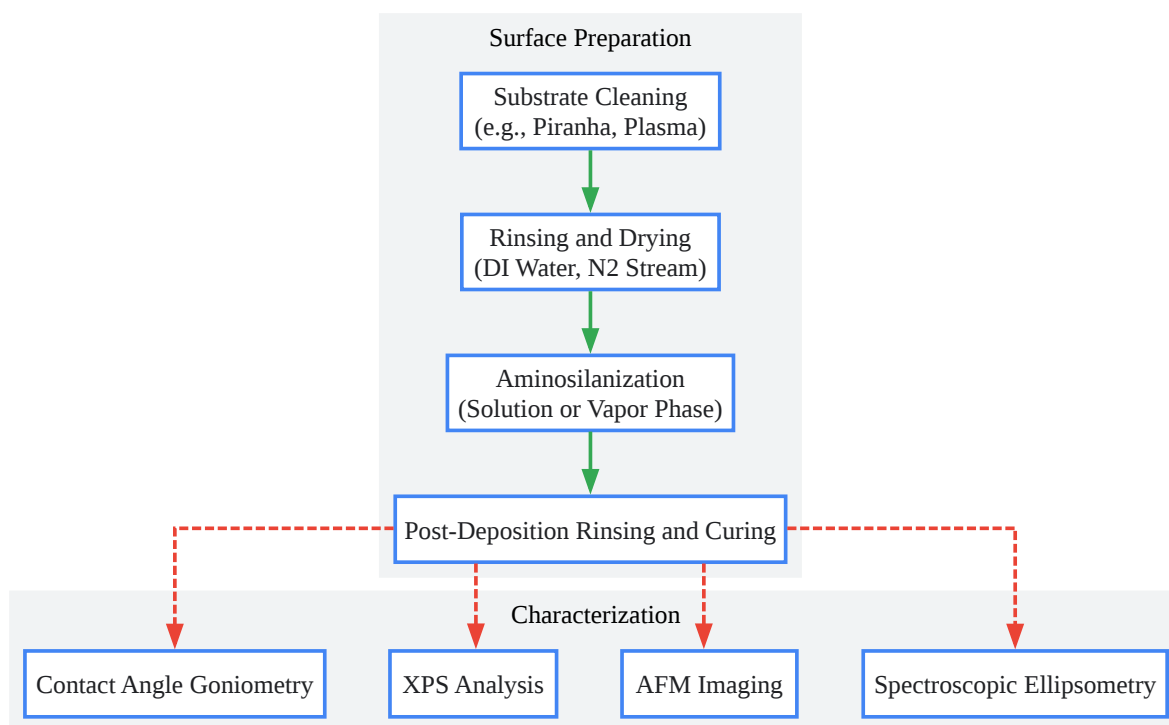 Surface Preparation
Substrate Cleaning
(e.g., Piranha, Plasma)
Rinsing and Drying
(DI Water, N2 Stream)
Aminosilanization
(Solution or Vapor Phase)
Post-Deposition Rinsing and Curing
Characterization
Contact Angle Goniometry
XPS Analysis
AFM Imaging
Spectroscopic Ellipsometry